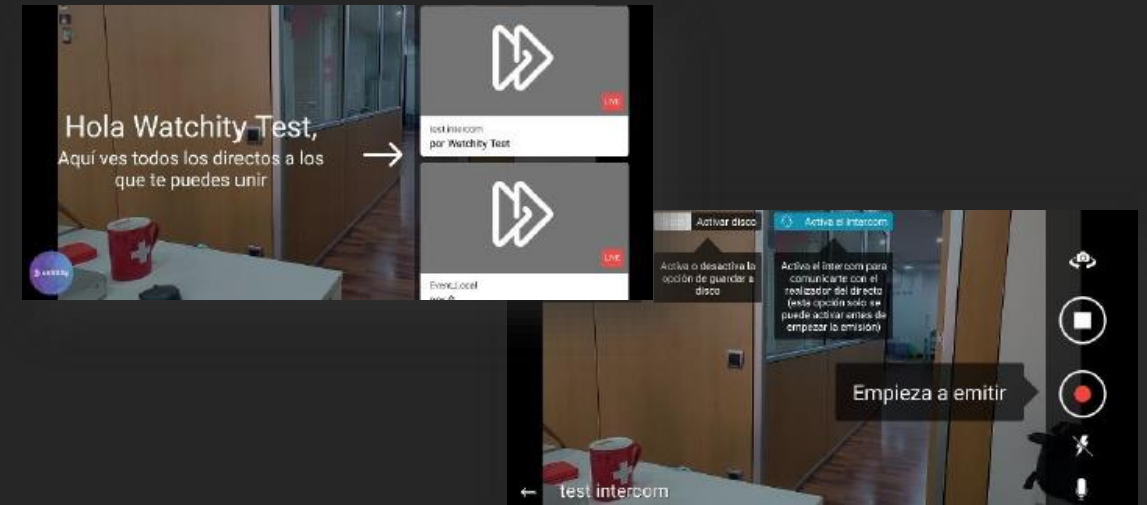 Hola Watchity Test,
Aquí ves todos los directos a los
que te puedes unir
LIVE
test intercom
por Watchity Test
LIVE
Event_Local
watchity
Activar disco
Activa el intercom
Activa o desactiva la
opción de guardar a
disco
Activa el intercom para
comunicarte con el
realizador del directo
(esta opción solo se
puede activar antes de
empezar la emisión)
Empieza a emitir
test intercom